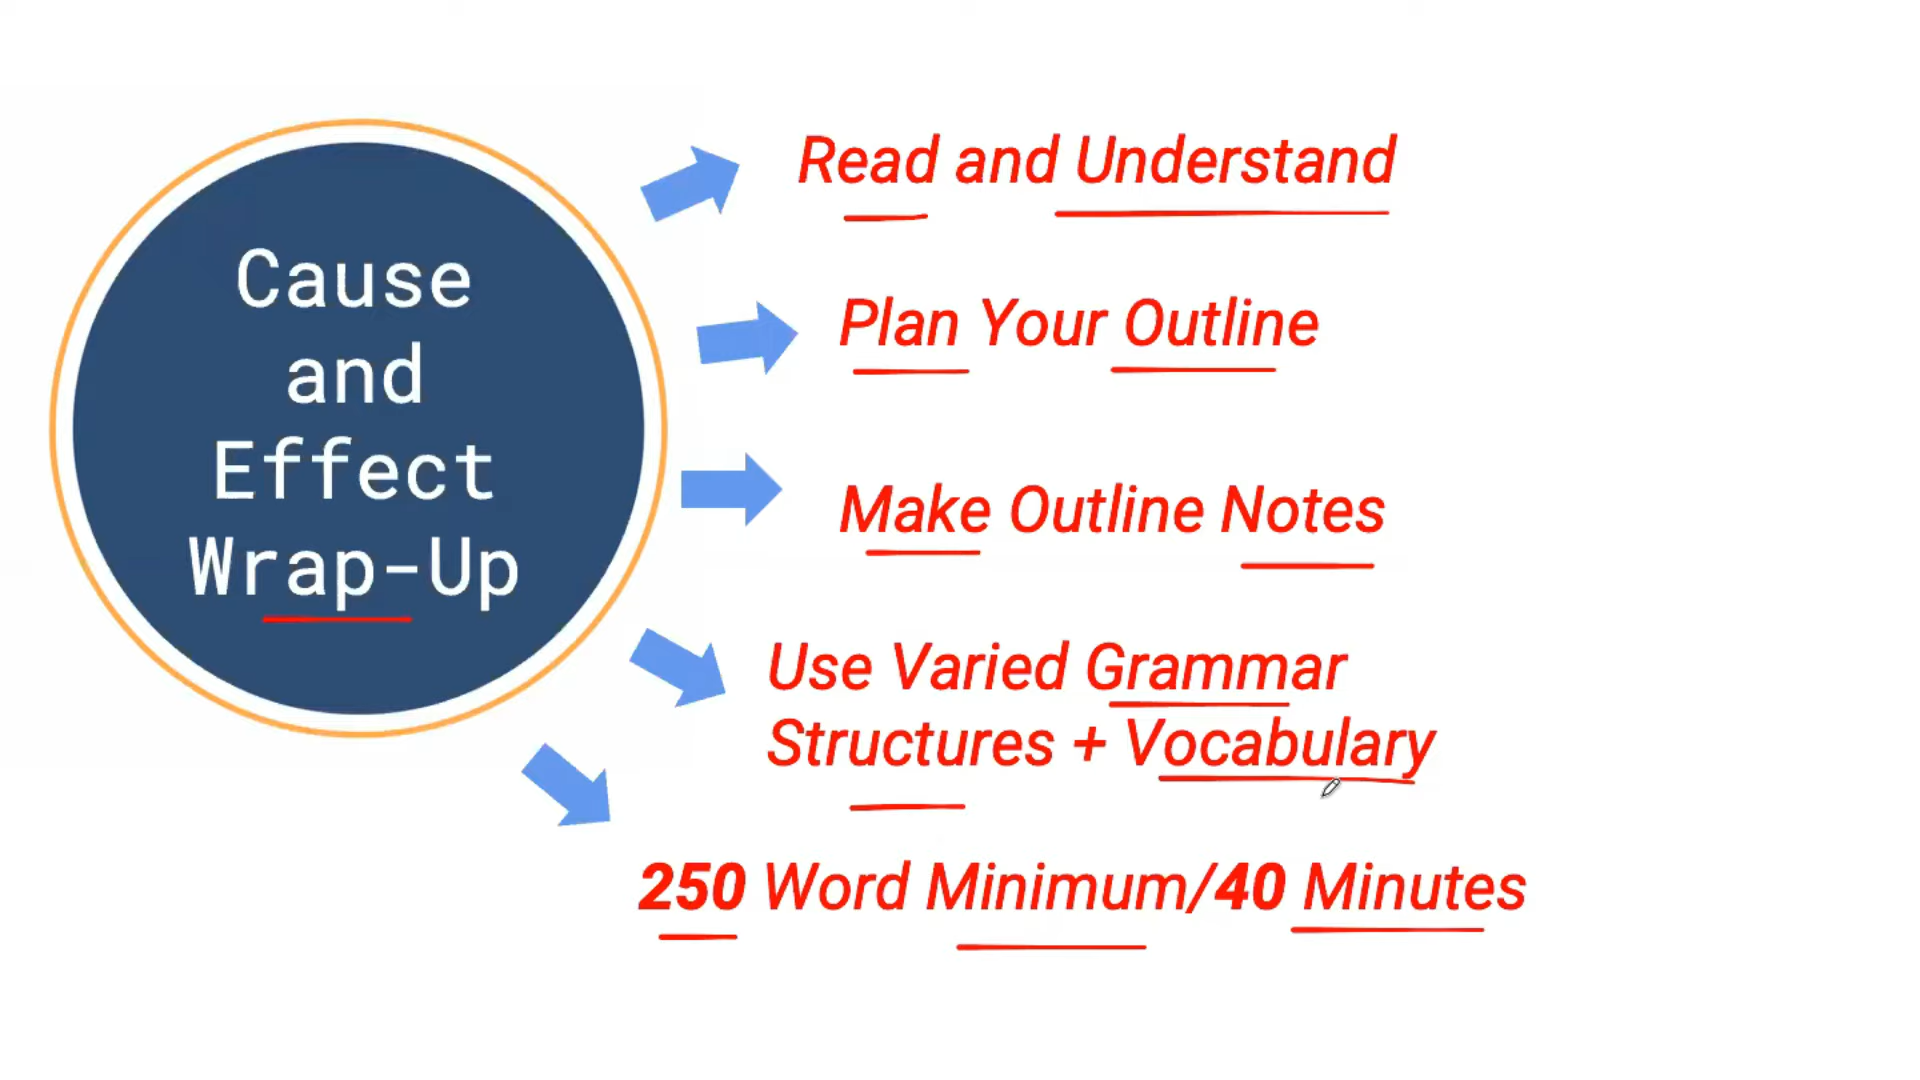 Cause
and
Effect
Wrap-Up
Read and Understand
Plan Your Outline
Make Outline Notes
Use Varied Grammar
Structures + Vocabulary
250 Word Minimum/40 Minutes